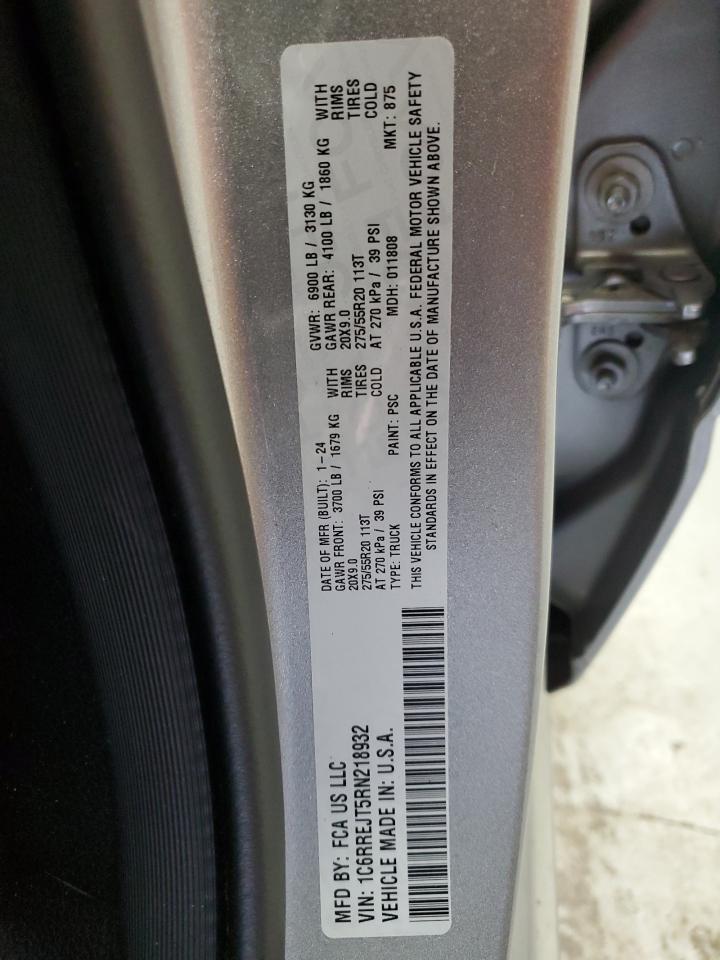 MFD BY: FCA US LLC
VIN: 1C6RREJT5RN218932
VEHICLE MADE IN: U.S.A.
DATE OF MFR (BUILT): 1-24 GVWR: 6900 LB / 3130 KG
GAWR FRONT: 3700 LB / 1679 KG WITH GAWR REAR: 4100 LB / 1860 KG WITH
20X9.0 RIMS 20X9.0 RIMS
275/55R20 113T TIRES 275/55R20 113T TIRES
AT 270 kPa / 39 PSI COLD AT 270 kPa / 39 PSI COLD
TYPE: TRUCK PAINT: PSC MDH: 011808 MKT: 875
THIS VEHICLE CONFORMS TO ALL APPLICABLE U.S.A. FEDERAL MOTOR VEHICLE SAFETY
STANDARDS IN EFFECT ON THE DATE OF MANUFACTURE SHOWN ABOVE.